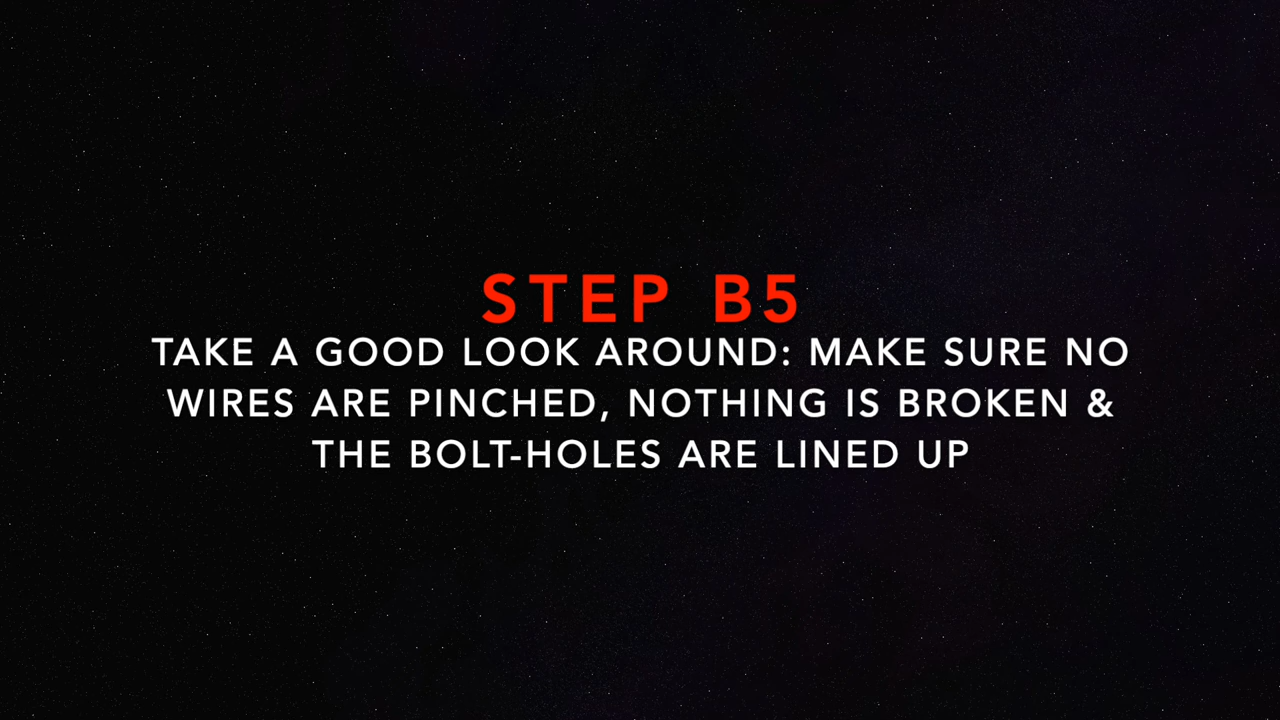 STEP B5
TAKE A GOOD LOOK AROUND: MAKE SURE NO
WIRES ARE PINCHED, NOTHING IS BROKEN &
THE BOLT-HOLES ARE LINED UP